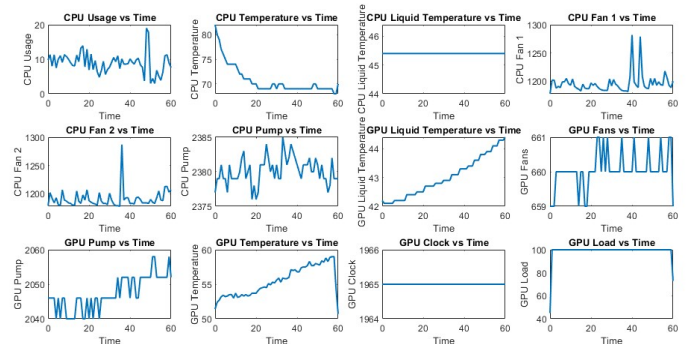 CPU Usage vs Time
CPU Usage
20
10
0
0
20
40
60
Time
CPU Temperature vs Time
CPU Temperature
80
75
70
0
20
40
60
Time
CPU Liquid Temperature vs Time
CPU Liquid Temperature
46
45
44
0
20
40
60
Time
CPU Fan 1 vs Time
CPU Fan 1
1300
1250
1200
0
20
40
60
Time
CPU Fan 2 vs Time
CPU Fan 2
1300
1250
1200
0
20
40
60
Time
CPU Pump vs Time
CPU Pump
2385
2380
2375
0
20
40
60
Time
GPU Liquid Temperature vs Time
GPU Liquid Temperature
44
43
42
0
20
40
60
Time
GPU Fans vs Time
GPU Fans
661
660
659
0
20
40
60
Time
GPU Pump vs Time
GPU Pump
2060
2050
2040
0
20
40
60
Time
GPU Temperature vs Time
GPU Temperature
60
55
50
0
20
40
60
Time
GPU Clock vs Time
GPU Clock
1966
1965
1964
0
20
40
60
Time
GPU Load vs Time
GPU Load
100
80
60
40
0
20
40
60
Time